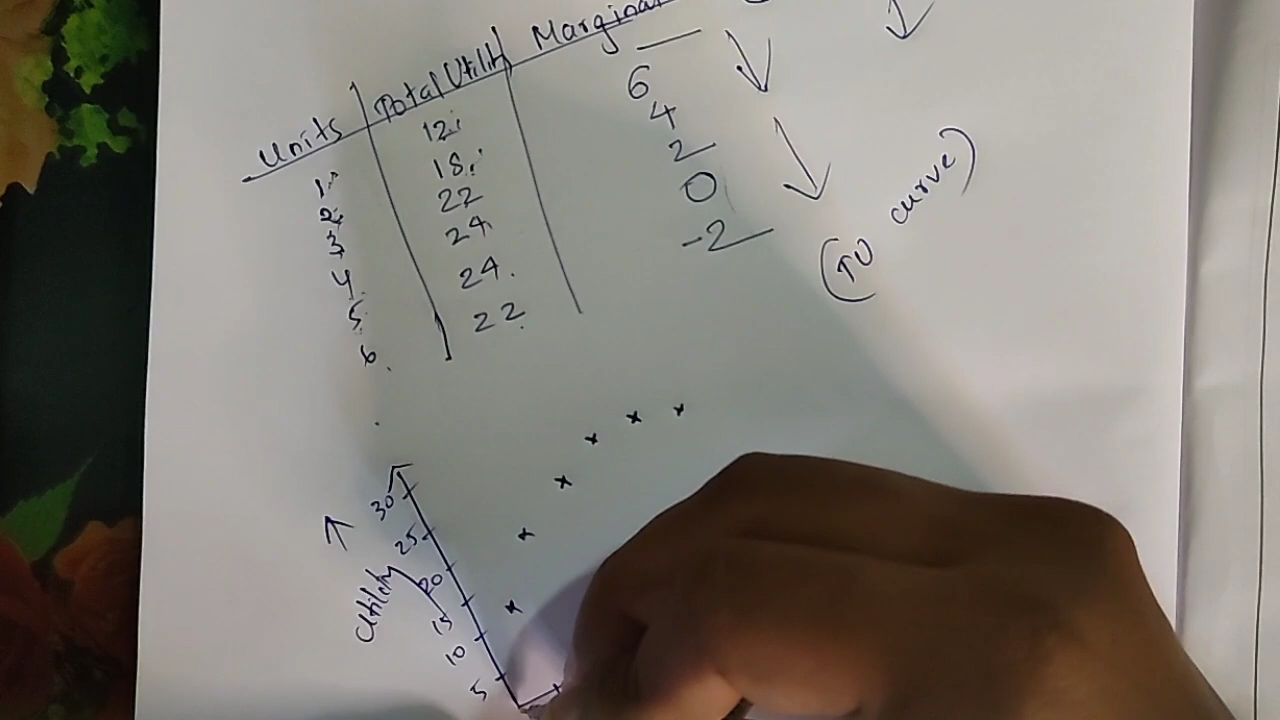 Units Total Utility Marginal
1 12 —
2 18 6
3 22 4
4 24 2
5 24 0
6 22 -2
(TU curve)
30
25
20
15
10
5
Utility